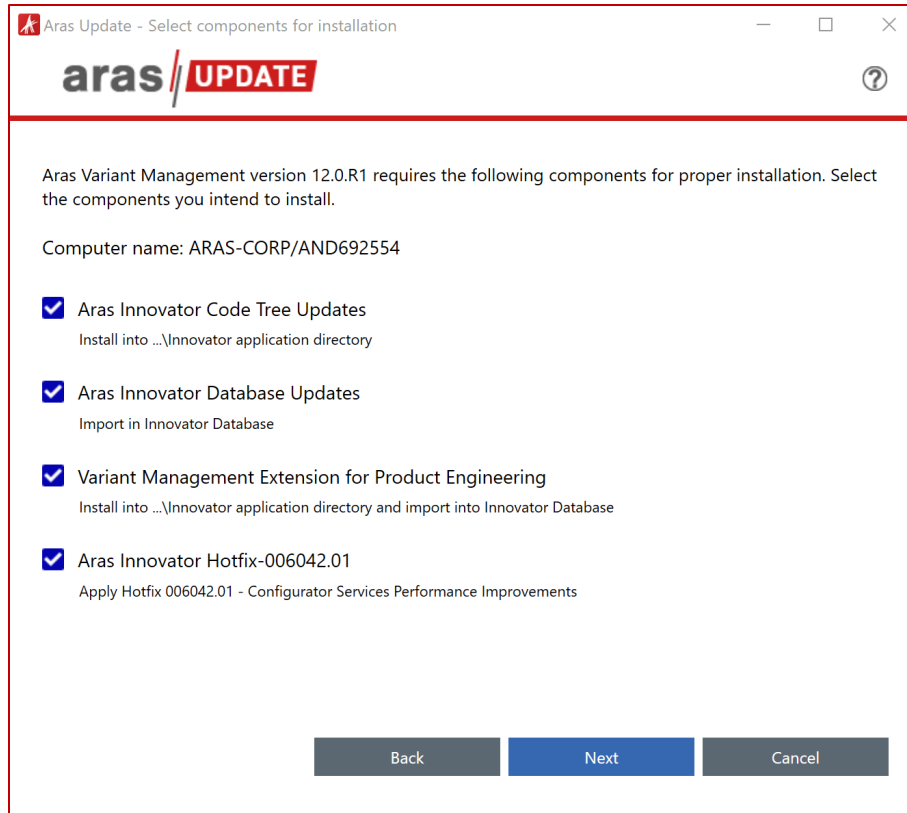 Aras Update - Select components for installation
aras UPDATE
?
Aras Variant Management version 12.0.R1 requires the following components for proper installation. Select
the components you intend to install.
Computer name: ARAS-CORP/AND692554
Aras Innovator Code Tree Updates
Install into ...\Innovator application directory
Aras Innovator Database Updates
Import in Innovator Database
Variant Management Extension for Product Engineering
Install into ...\Innovator application directory and import into Innovator Database
Aras Innovator Hotfix-006042.01
Apply Hotfix 006042.01 - Configurator Services Performance Improvements
Back Next Cancel